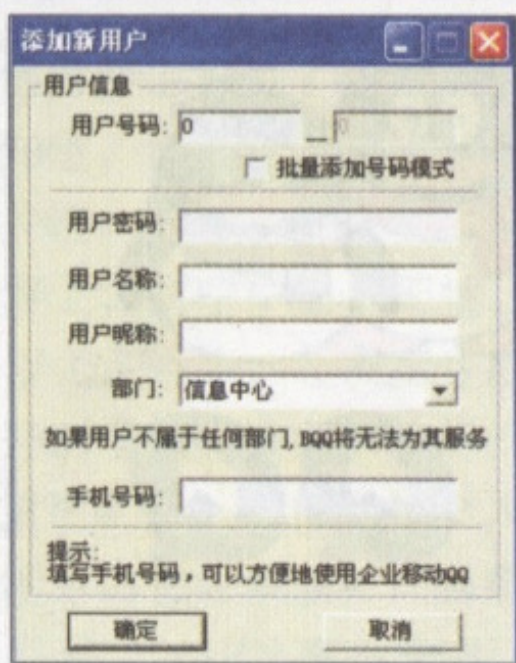 添加新用户
用户信息
用户号码: 0 _ 0
批量添加号码模式
用户密码:
用户名称:
用户昵称:
部门: 信息中心
如果用户不属于任何部门, BQQ将无法为其服务
手机号码:
提示:
填写手机号码，可以方便地使用企业移动QQ
确定 取消